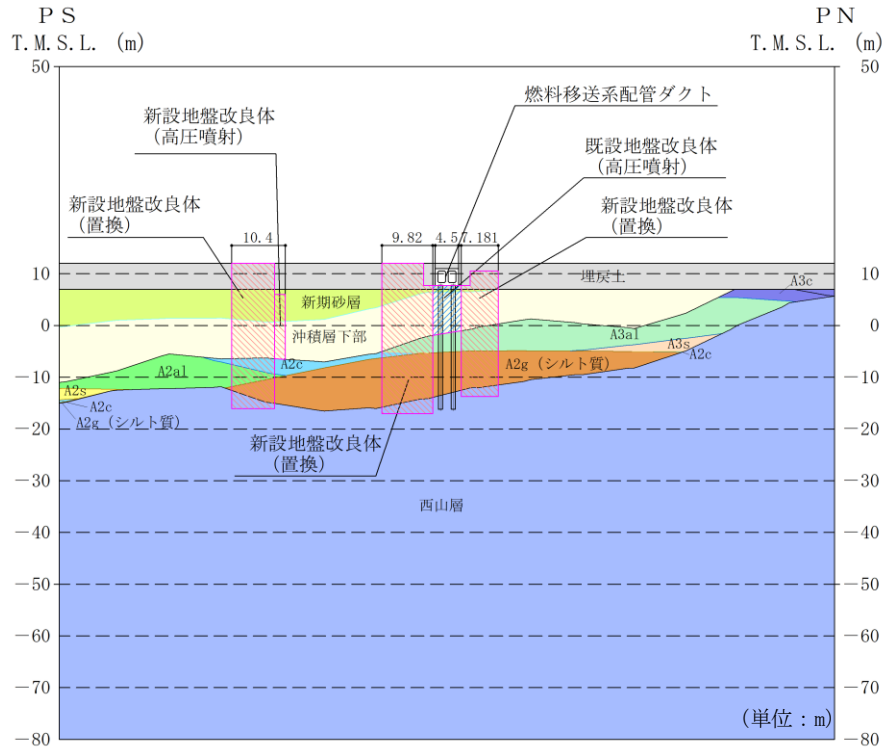 PS
PN
T.M.S.L. (m)
T.M.S.L. (m)
50
50
燃料移送系配管ダクト
新設地盤改良体
(高圧噴射)
既設地盤改良体
(高圧噴射)
新設地盤改良体
(置換)
新設地盤改良体
(置換)
10.4
9.82
4.5
7.181
10
埋戻土
A3c
10
新期砂層
0
沖積層下部
A3al
0
A2al
A2c
A2g (シルト質)
A3s
A2c
-10
-10
A2s
A2c
A2g (シルト質)
-20
新設地盤改良体
(置換)
-20
-30
-30
西山層
-40
-40
-50
-50
-60
-60
-70
-70
(単位：m)
-80
-80